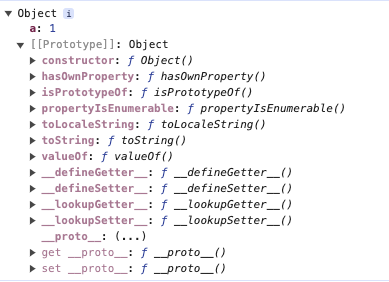 Object i
a: 1
[[Prototype]]: Object
constructor: ƒ Object()
hasOwnProperty: ƒ hasOwnProperty()
isPrototypeOf: ƒ isPrototypeOf()
propertyIsEnumerable: ƒ propertyIsEnumerable()
toLocaleString: ƒ toLocaleString()
toString: ƒ toString()
valueOf: ƒ valueOf()
__defineGetter__: ƒ __defineGetter__()
__defineSetter__: ƒ __defineSetter__()
__lookupGetter__: ƒ __lookupGetter__()
__lookupSetter__: ƒ __lookupSetter__()
__proto__: (...)
get __proto__: ƒ __proto__()
set __proto__: ƒ __proto__()